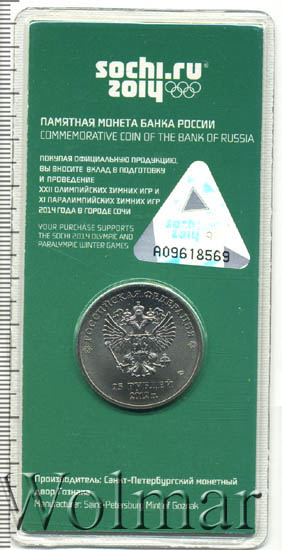 sochi.ru
2014
ПАМЯТНАЯ МОНЕТА БАНКА РОССИИ
COMMEMORATIVE COIN OF THE BANK OF RUSSIA
ПОКУПАЯ ОФИЦИАЛЬНУЮ ПРОДУКЦИЮ,
ВЫ ВНОСИТЕ ВКЛАД В ПОДГОТОВКУ
И ПРОВЕДЕНИЕ
XXII ОЛИМПИЙСКИХ ЗИМНИХ ИГР И
XI ПАРАЛИМПИЙСКИХ ЗИМНИХ ИГР
2014 ГОДА В ГОРОДЕ СОЧИ
YOUR PURCHASE SUPPORTS
THE SOCHI 2014 OLYMPIC AND
PARALYMPIC WINTER GAMES
sochi
2014
A09618569
РОССИЙСКАЯ ФЕДЕРАЦИЯ
25 РУБЛЕЙ
2012 г.
Производитель: Санкт-Петербургский монетный
двор Гознака
Manufacturer: Saint-Petersburg Mint of Goznak
Wolmar